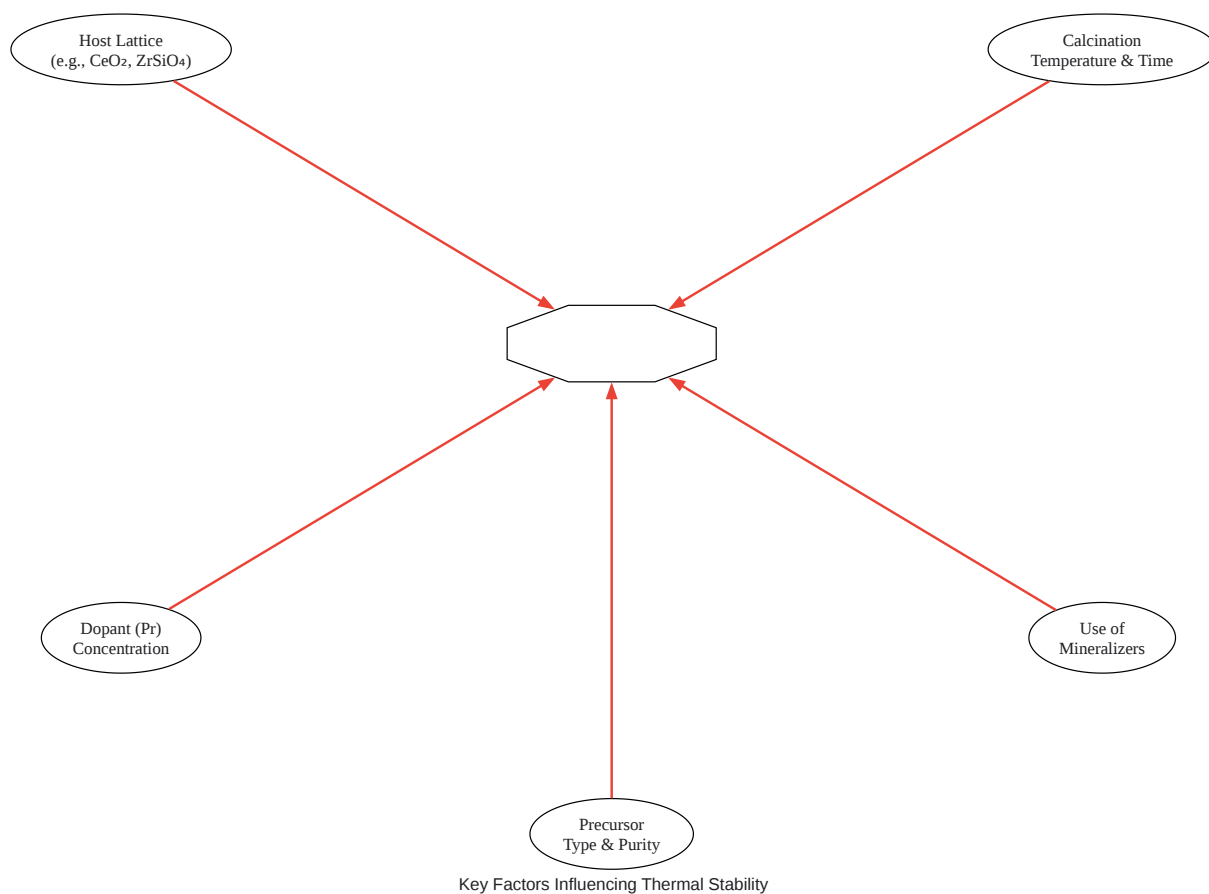 Host Lattice
(e.g., CeO₂, ZrSiO₄)
Calcination
Temperature & Time
Dopant (Pr)
Concentration
Use of
Mineralizers
Precursor
Type & Purity
Key Factors Influencing Thermal Stability